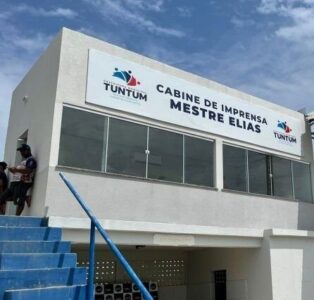 TUNTUM
CABINE DE IMPRENSA
MESTRE ELIAS
TUNTUM